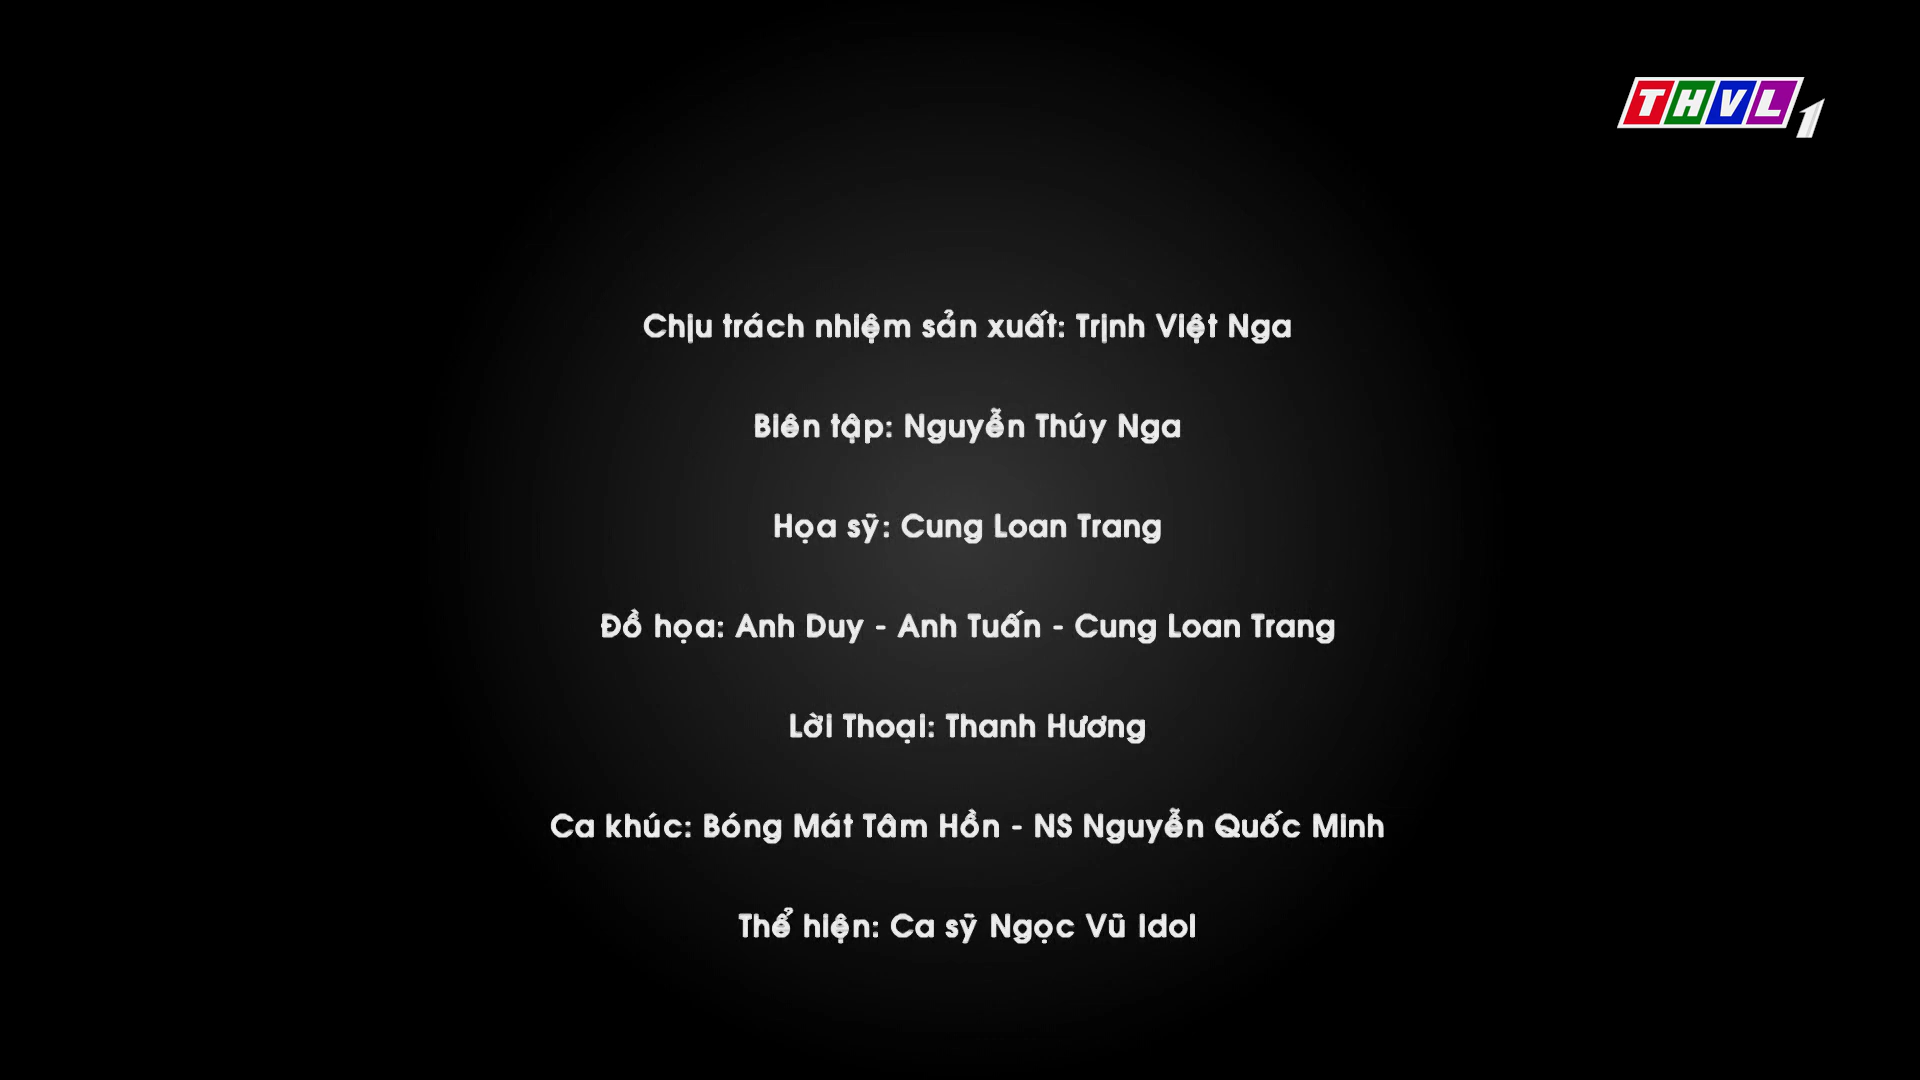 THVL1
Chịu trách nhiệm sản xuất: Trịnh Việt Nga
Biên tập: Nguyễn Thúy Nga
Họa sỹ: Cung Loan Trang
Đồ họa: Anh Duy - Anh Tuấn - Cung Loan Trang
Lời Thoại: Thanh Hương
Ca khúc: Bóng Mát Tâm Hồn - NS Nguyễn Quốc Minh
Thể hiện: Ca sỹ Ngọc Vũ Idol